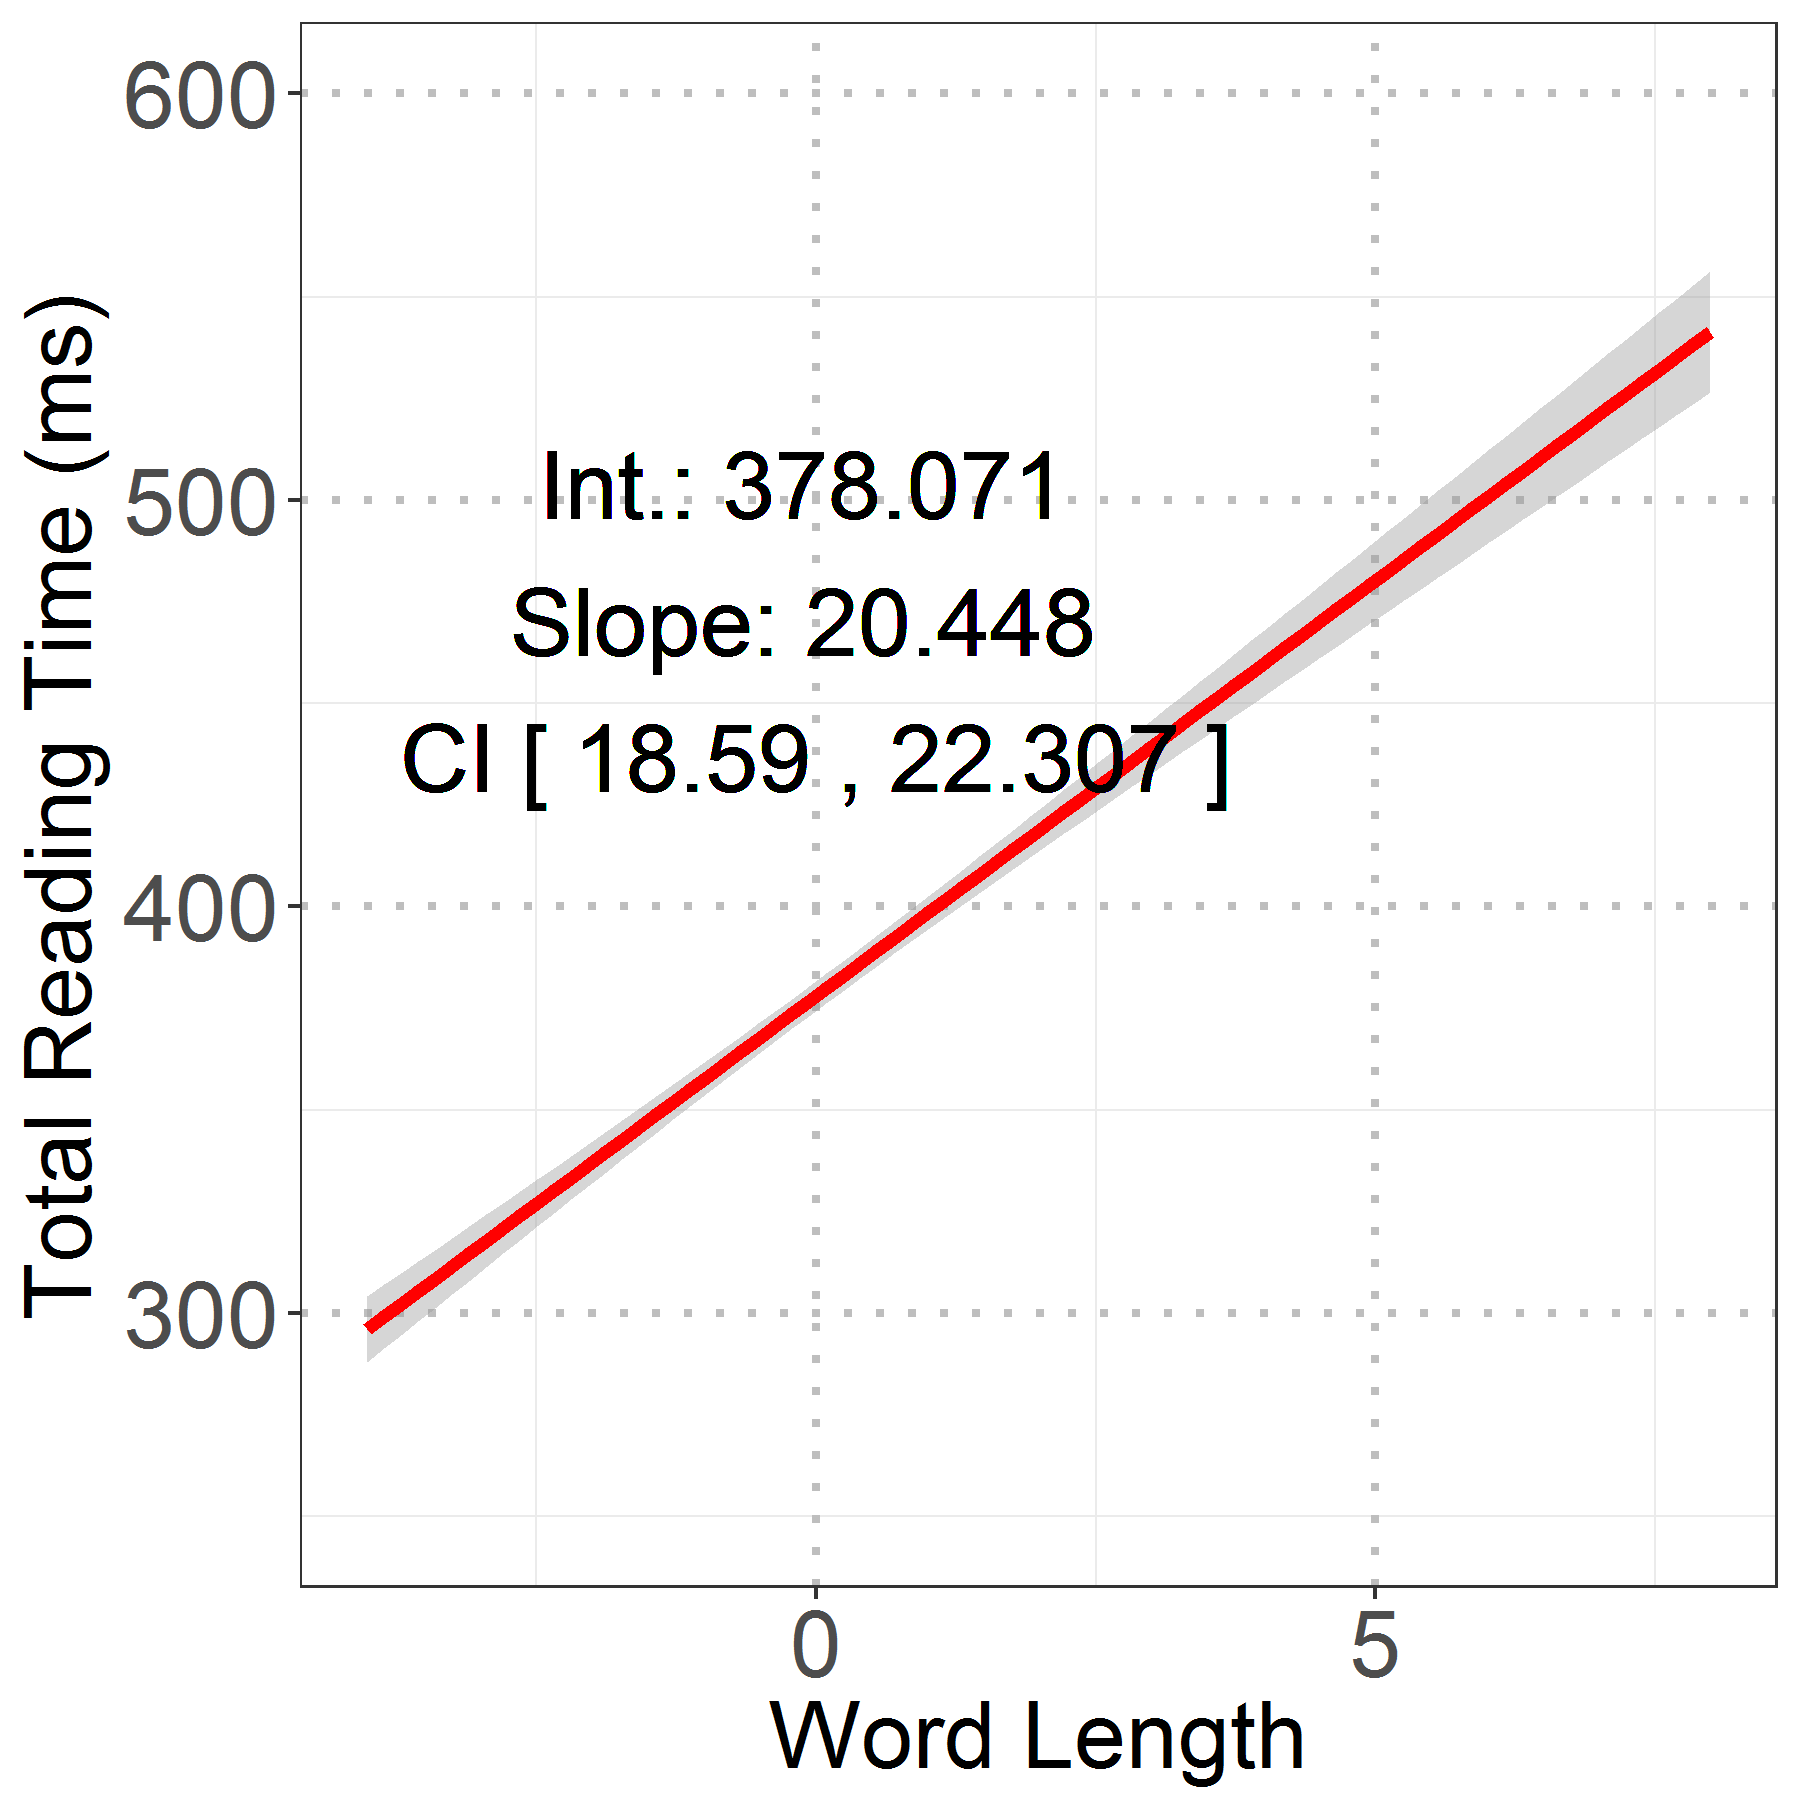 600
500
400
300
Total Reading Time (ms)
Int.: 378.071
Slope: 20.448
CI [ 18.59 , 22.307 ]
0 5
Word Length